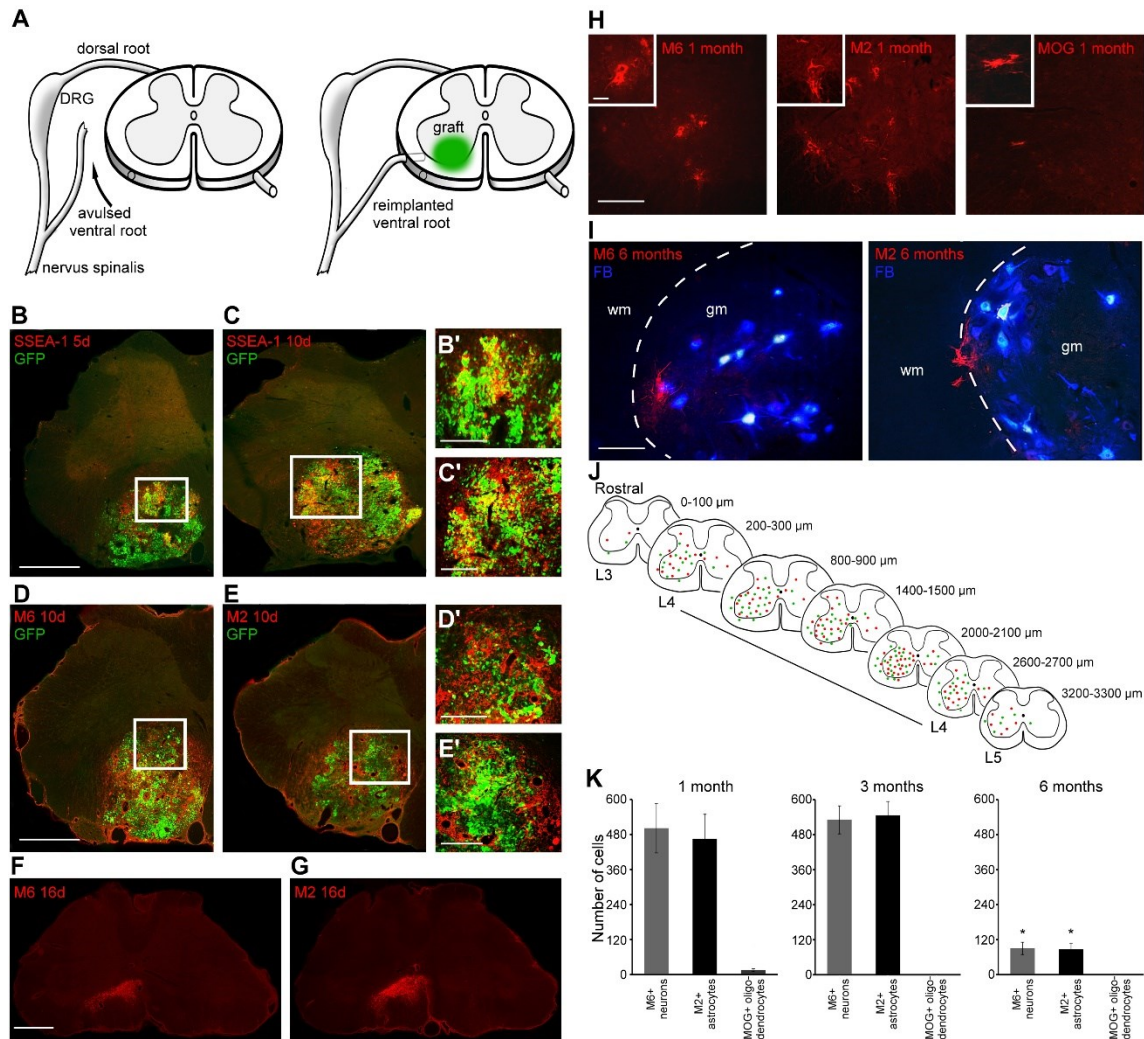 A
dorsal root
DRG
avulsed
ventral root
nervus spinalis
graft
reimplanted
ventral root
B
SSEA-1 5d
GFP
C
SSEA-1 10d
GFP
B'
C'
D
M6 10d
GFP
E
M2 10d
GFP
D'
E'
F
M6 16d
G
M2 16d
H
M6 1 month
M2 1 month
MOG 1 month
I
M6 6 months
FB
wm
gm
M2 6 months
FB
wm
gm
J
Rostral
0-100 µm
200-300 µm
800-900 µm
1400-1500 µm
2000-2100 µm
2600-2700 µm
3200-3300 µm
L3
L4
L4
L5
K
1 month
3 months
6 months
Number of cells
600
480
360
240
120
0
M6+
neurons
M2+
astrocytes
MOG+ oligo-
dendrocytes
600
480
360
240
120
0
M6+
neurons
M2+
astrocytes
MOG+ oligo-
dendrocytes
600
480
360
240
120
0
*
*
M6+
neurons
M2+
astrocytes
MOG+ oligo-
dendrocytes